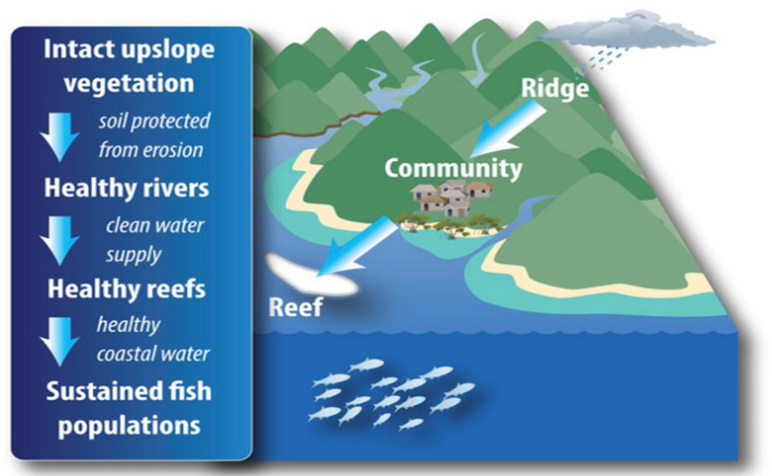 Intact upslope
vegetation
soil protected
from erosion
Healthy rivers
clean water
supply
Healthy reefs
healthy
coastal water
Sustained fish
populations
Ridge
Community
Reef